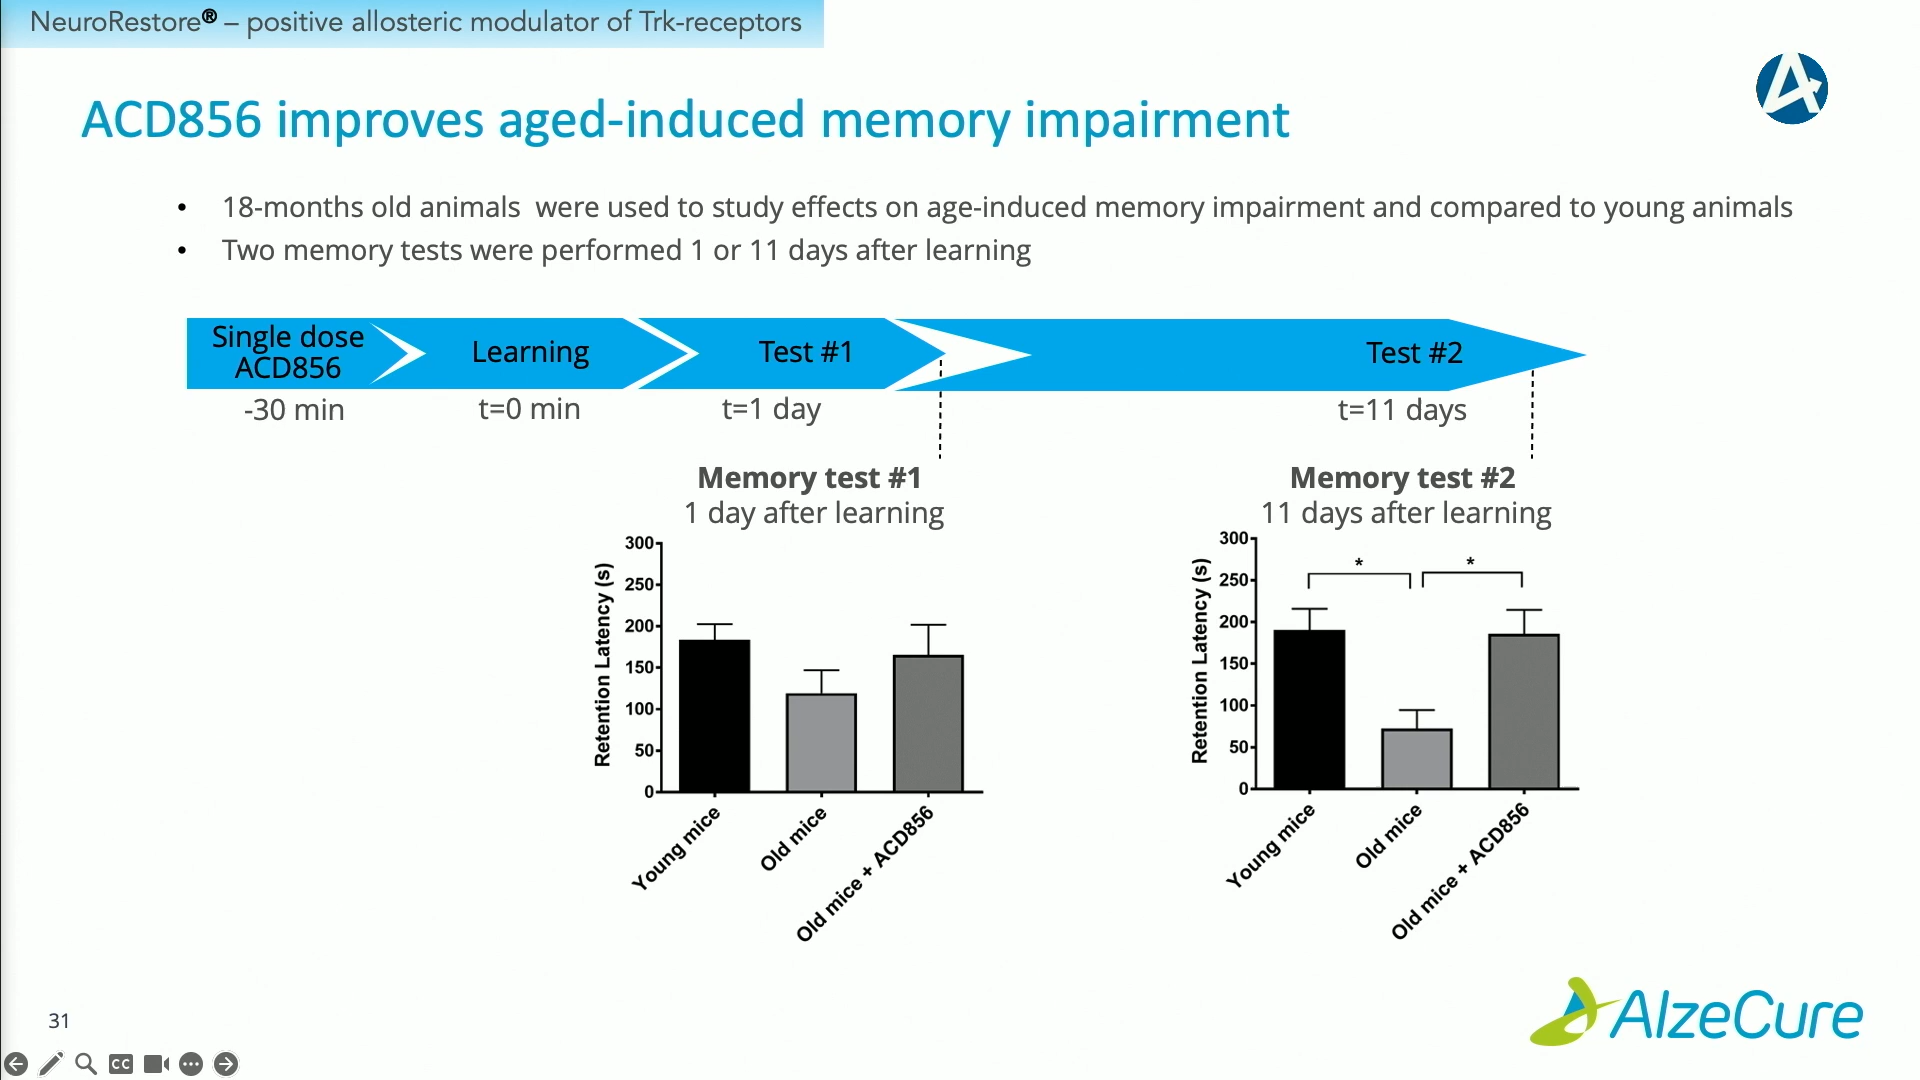 NeuroRestore® – positive allosteric modulator of Trk-receptors
ACD856 improves aged-induced memory impairment
• 18-months old animals were used to study effects on age-induced memory impairment and compared to young animals
• Two memory tests were performed 1 or 11 days after learning
Single dose
ACD856
Learning
Test #1
Test #2
-30 min
t=0 min
t=1 day
t=11 days
Memory test #1
1 day after learning
300
250
200
150
100
50
0
Retention Latency (s)
Young mice
Old mice
Old mice + ACD856
Memory test #2
11 days after learning
300
250
200
150
100
50
0
Retention Latency (s)
*
*
Young mice
Old mice
Old mice + ACD856
31
AlzeCure
CC